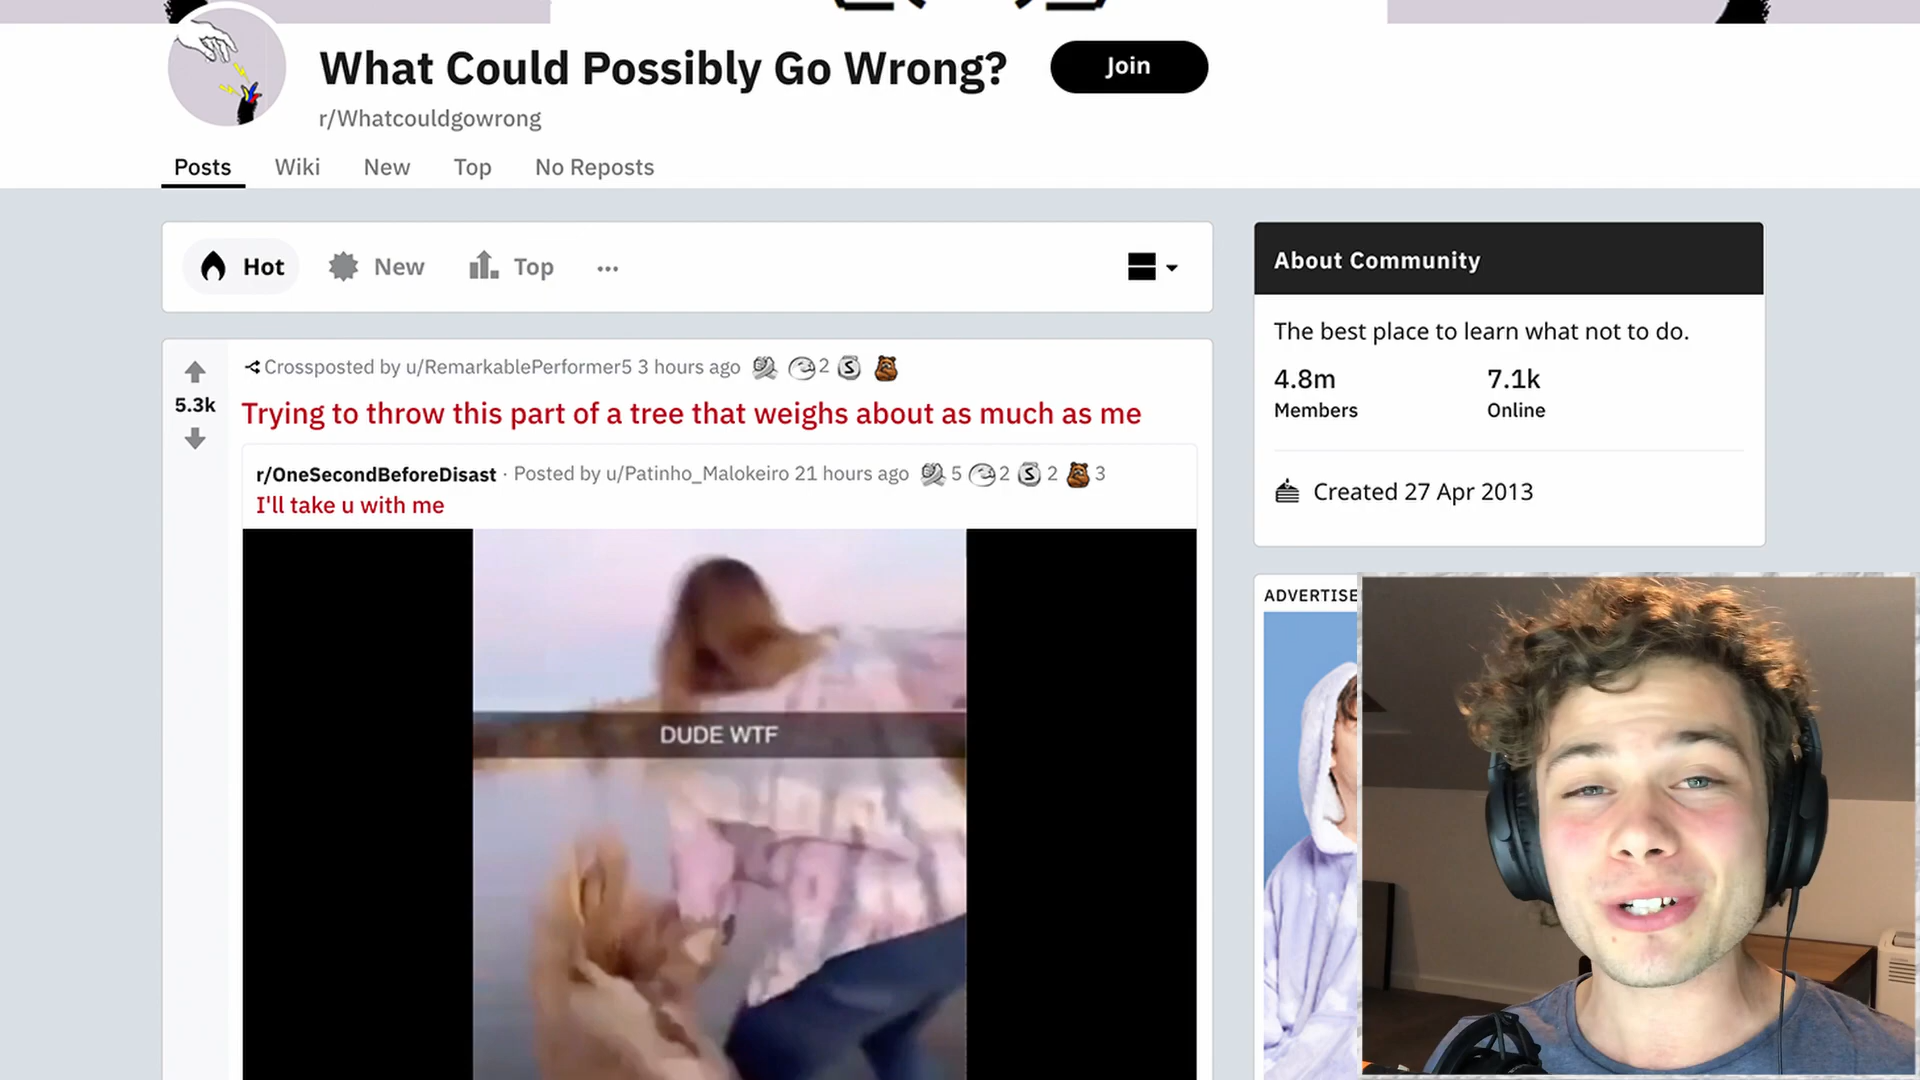 What Could Possibly Go Wrong?
Join
r/Whatcouldgowrong
Posts Wiki New Top No Reposts
Hot New Top ...
About Community
The best place to learn what not to do.
4.8m 7.1k
Members Online
Created 27 Apr 2013
5.3k
Crossposted by u/RemarkablePerformer5 3 hours ago 2
Trying to throw this part of a tree that weighs about as much as me
r/OneSecondBeforeDisast · Posted by u/Patinho_Malokeiro 21 hours ago 5 2 2 3
I'll take u with me
DUDE WTF
ADVERTISE